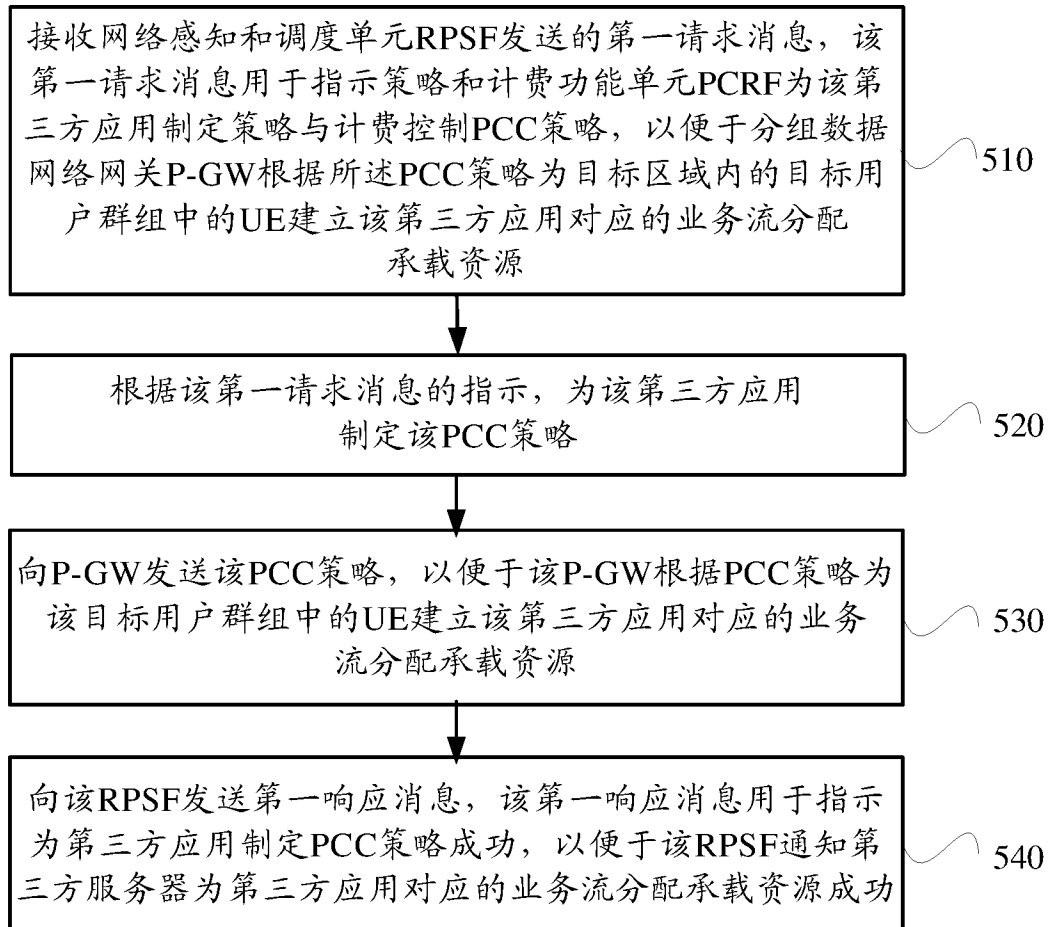 接收网络感知和调度单元RPSF发送的第一请求消息，该
第一请求消息用于指示策略和计费功能单元PCRF为该第
三方应用制定策略与计费控制PCC策略，以便于分组数据
网络网关P-GW根据所述PCC策略为目标区域内的目标用
户群组中的UE建立该第三方应用对应的业务流分配
承载资源
510
根据该第一请求消息的指示，为该第三方应用
制定该PCC策略
520
向P-GW发送该PCC策略，以便于该P-GW根据PCC策略为
该目标用户群组中的UE建立该第三方应用对应的业务
流分配承载资源
530
向该RPSF发送第一响应消息，该第一响应消息用于指示
为第三方应用制定PCC策略成功，以便于该RPSF通知第
三方服务器为第三方应用对应的业务流分配承载资源成功
540